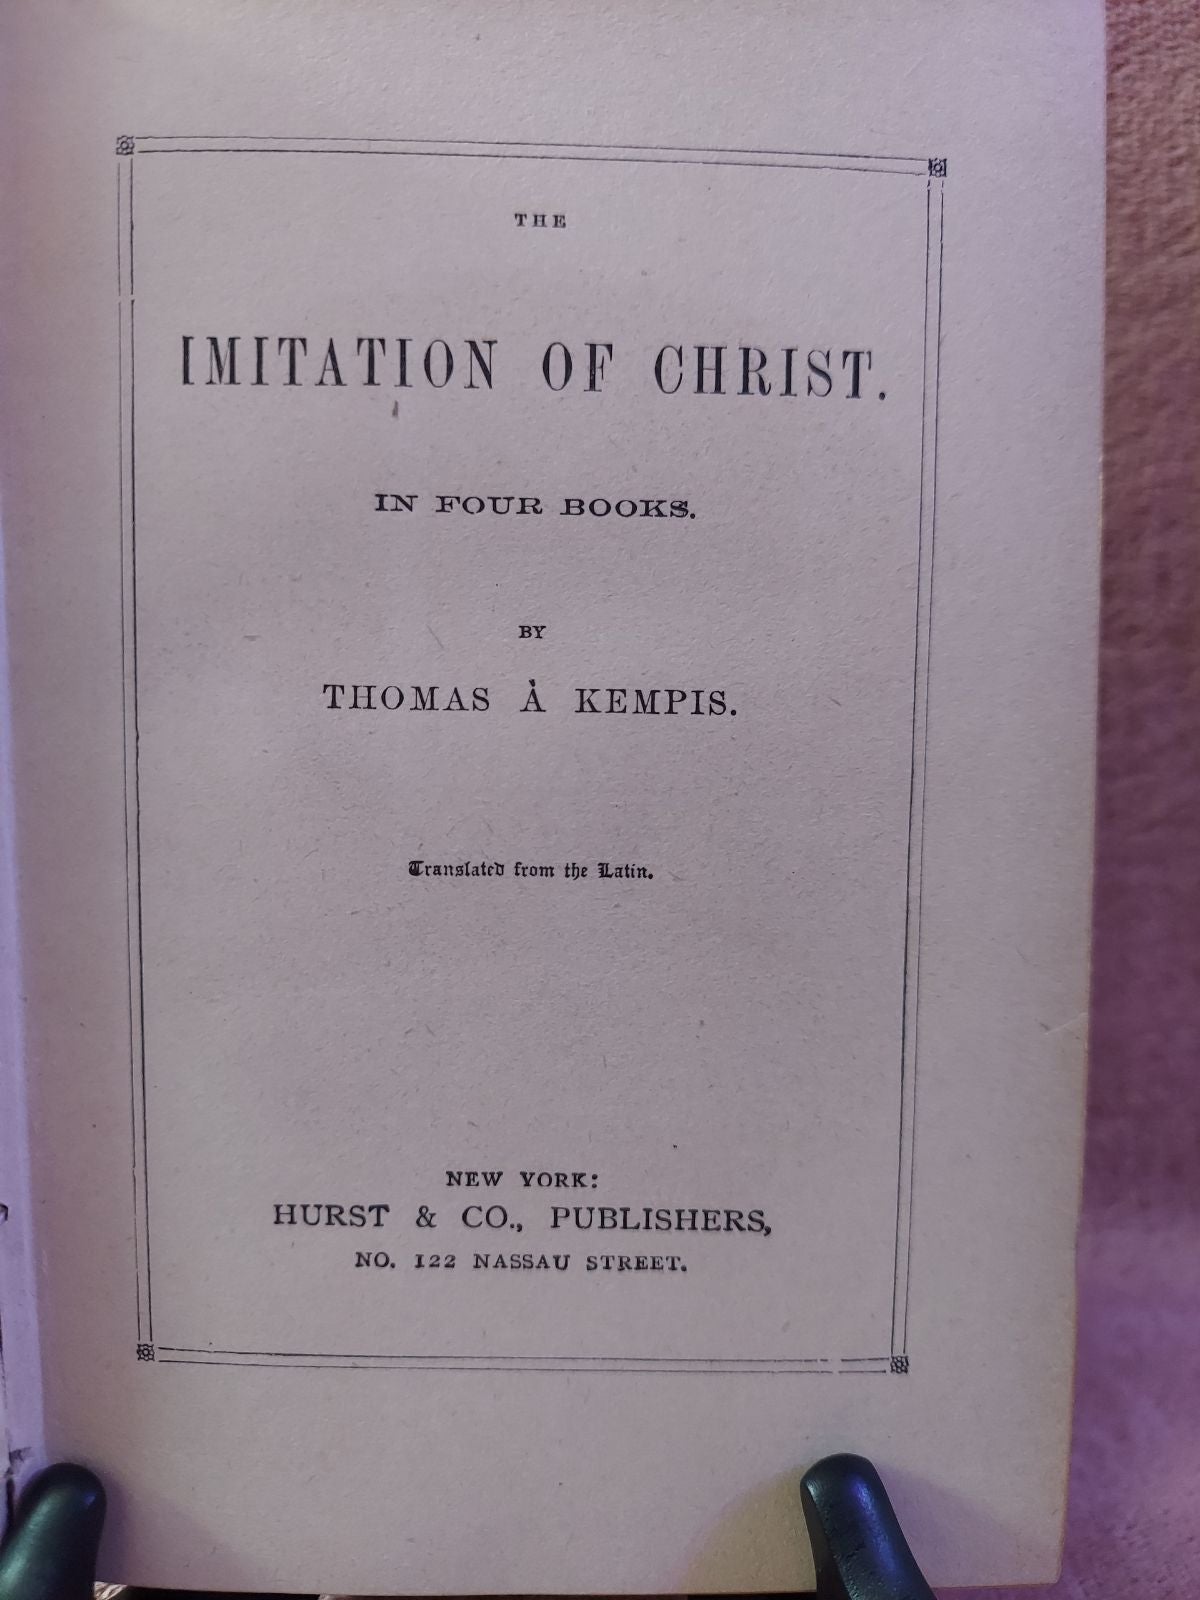 THE
IMITATION OF CHRIST.
IN FOUR BOOKS.
BY
THOMAS À KEMPIS.
Translated from the Latin.
NEW YORK:
HURST & CO., PUBLISHERS,
NO. 122 NASSAU STREET.